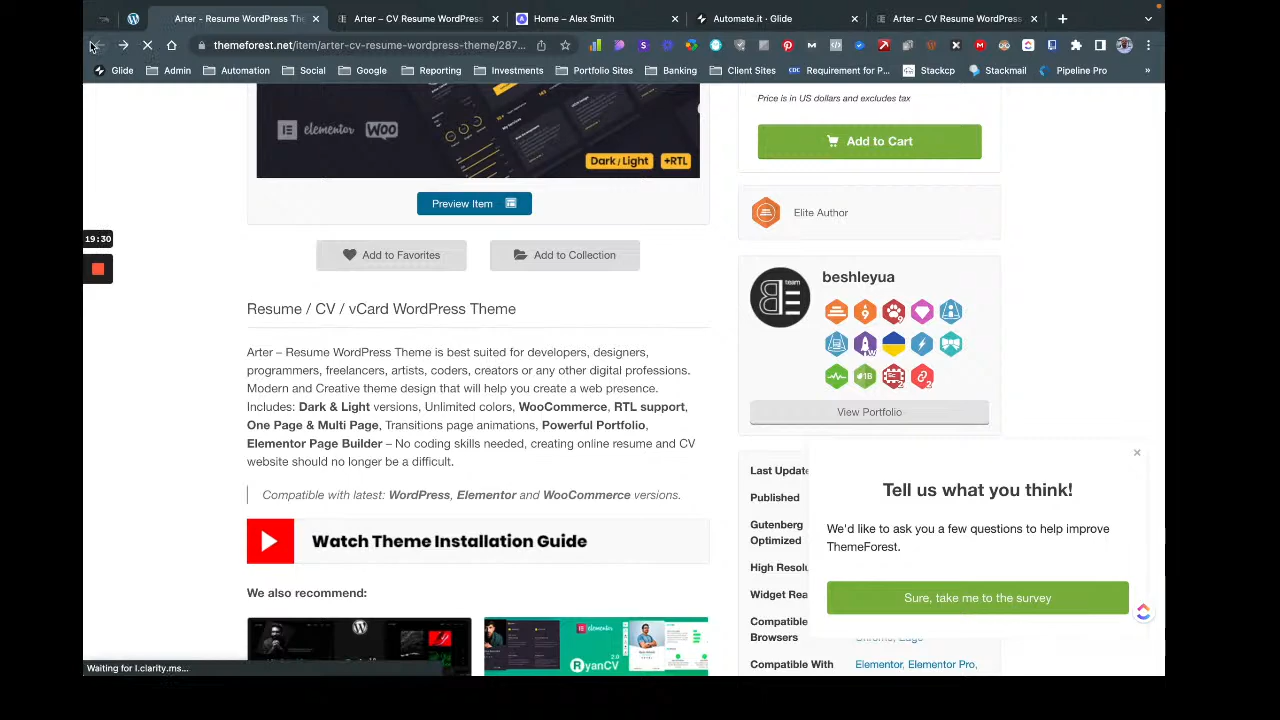 Arter - Resume WordPress The
Arter – CV Resume WordPress
Home – Alex Smith
Automate.it · Glide
Arter – CV Resume WordPress
themeforest.net/item/arter-cv-resume-wordpress-theme/287...
Glide
Admin
Automation
Social
Google
Reporting
Investments
Portfolio Sites
Banking
Client Sites
Requirement for P...
Stackcp
Stackmail
Pipeline Pro
»
19:30
elementor
WOO
Dark / Light
+RTL
Preview Item
Add to Favorites
Add to Collection
Resume / CV / vCard WordPress Theme
Arter – Resume WordPress Theme is best suited for developers, designers,
programmers, freelancers, artists, coders, creators or any other digital professions.
Modern and Creative theme design that will help you create a web presence.
Includes: Dark & Light versions, Unlimited colors, WooCommerce, RTL support,
One Page & Multi Page, Transitions page animations, Powerful Portfolio,
Elementor Page Builder – No coding skills needed, creating online resume and CV
website should no longer be a difficult.
Compatible with latest: WordPress, Elementor and WooCommerce versions.
Watch Theme Installation Guide
We also recommend:
RyanCV
2.0
Price is in US dollars and excludes tax
Add to Cart
Elite Author
team
beshleyua
View Portfolio
Last Update
Published
Gutenberg
Optimized
High Resolu
Widget Rea
Compatible
Browsers
Chrome, Edge
Compatible With
Elementor, Elementor Pro,
Tell us what you think!
We'd like to ask you a few questions to help improve
ThemeForest.
Sure, take me to the survey
Waiting for l.clarity.ms...